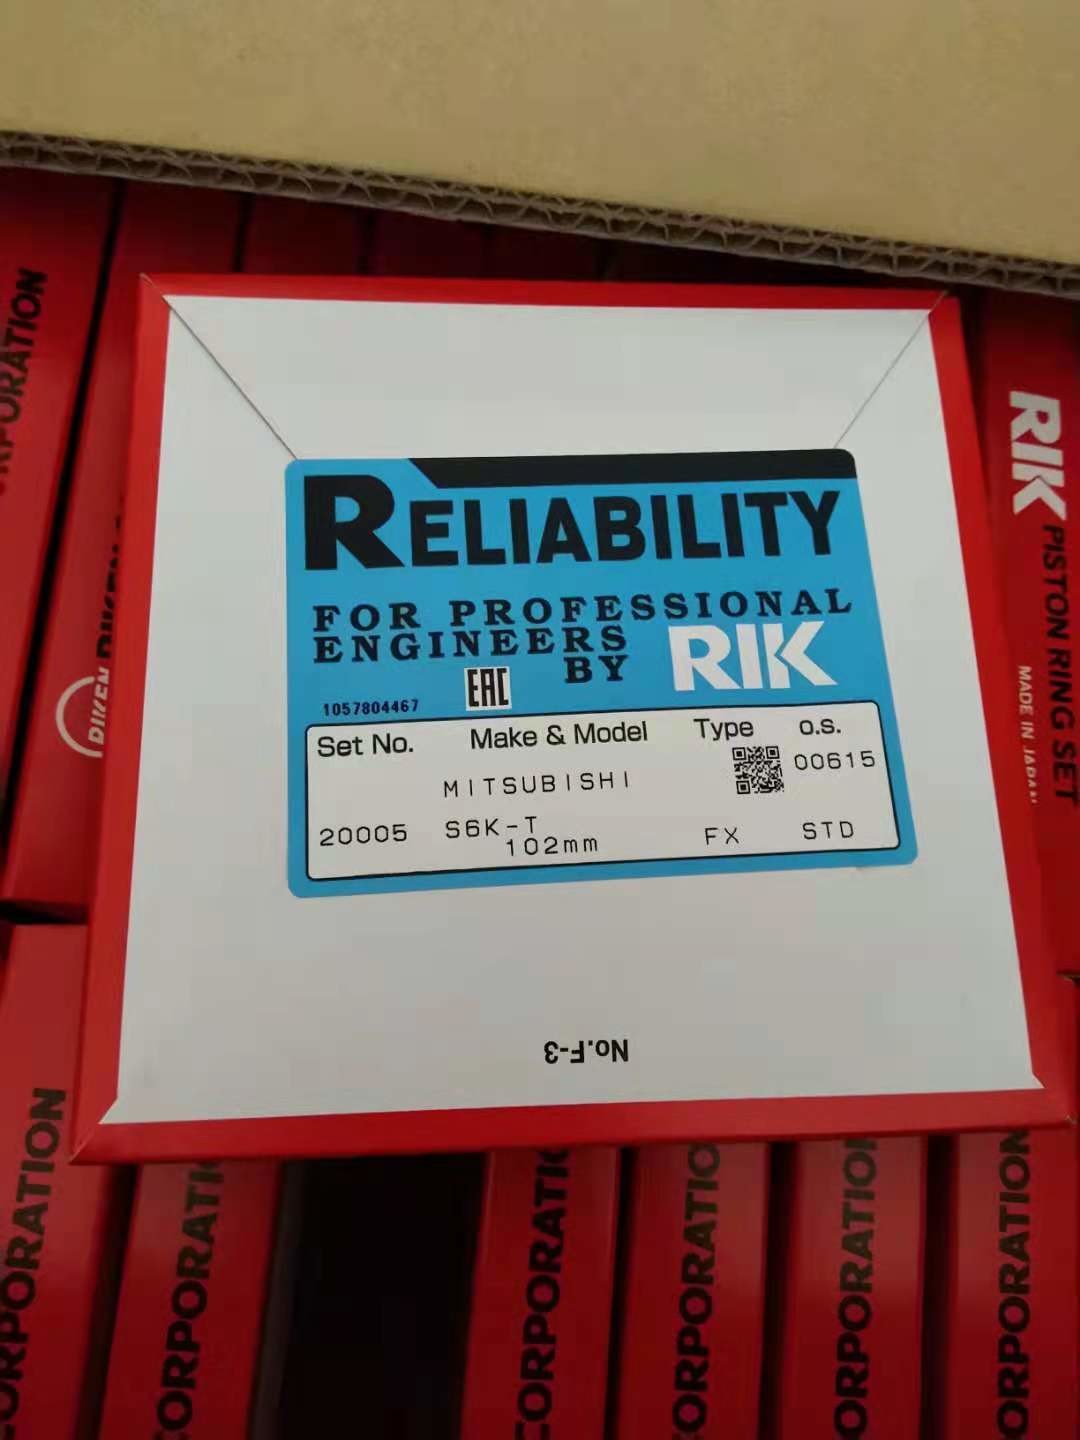 RELIABILITY
FOR PROFESSIONAL
ENGINEERS
BY RIK
EAC
1057804467
Set No. Make & Model Type O.S.
MITSUBISHI 00615
20005 S6K-T FX STD
102mm
No.F-3
RIK PISTON RING SET
MADE IN JAPAN
RIKEN
CORPORATION
CORPORATION
CORPORATION
CORPORATION
CORPORATION
CORPORATION